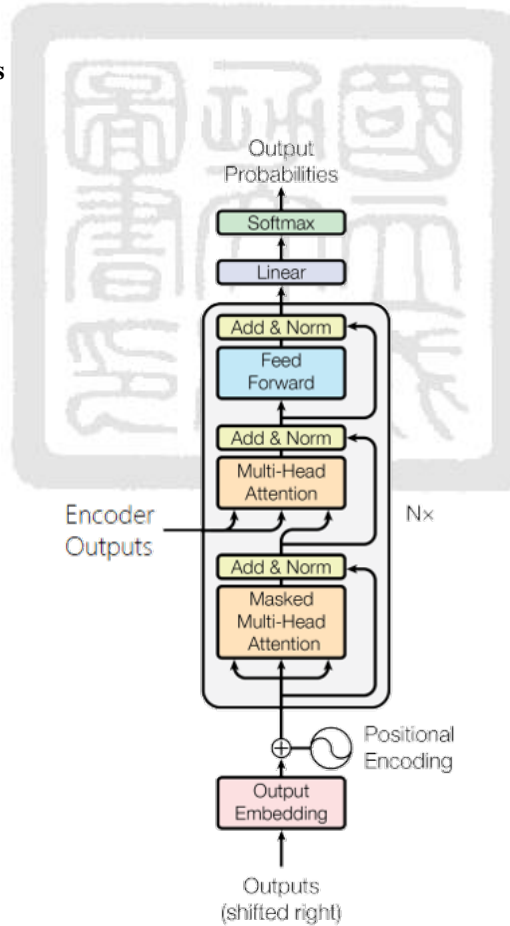 s
Output
Probabilities
Softmax
Linear
Add & Norm
Feed
Forward
Add & Norm
Multi-Head
Attention
Encoder
Outputs
N×
Add & Norm
Masked
Multi-Head
Attention
Positional
Encoding
Output
Embedding
Outputs
(shifted right)